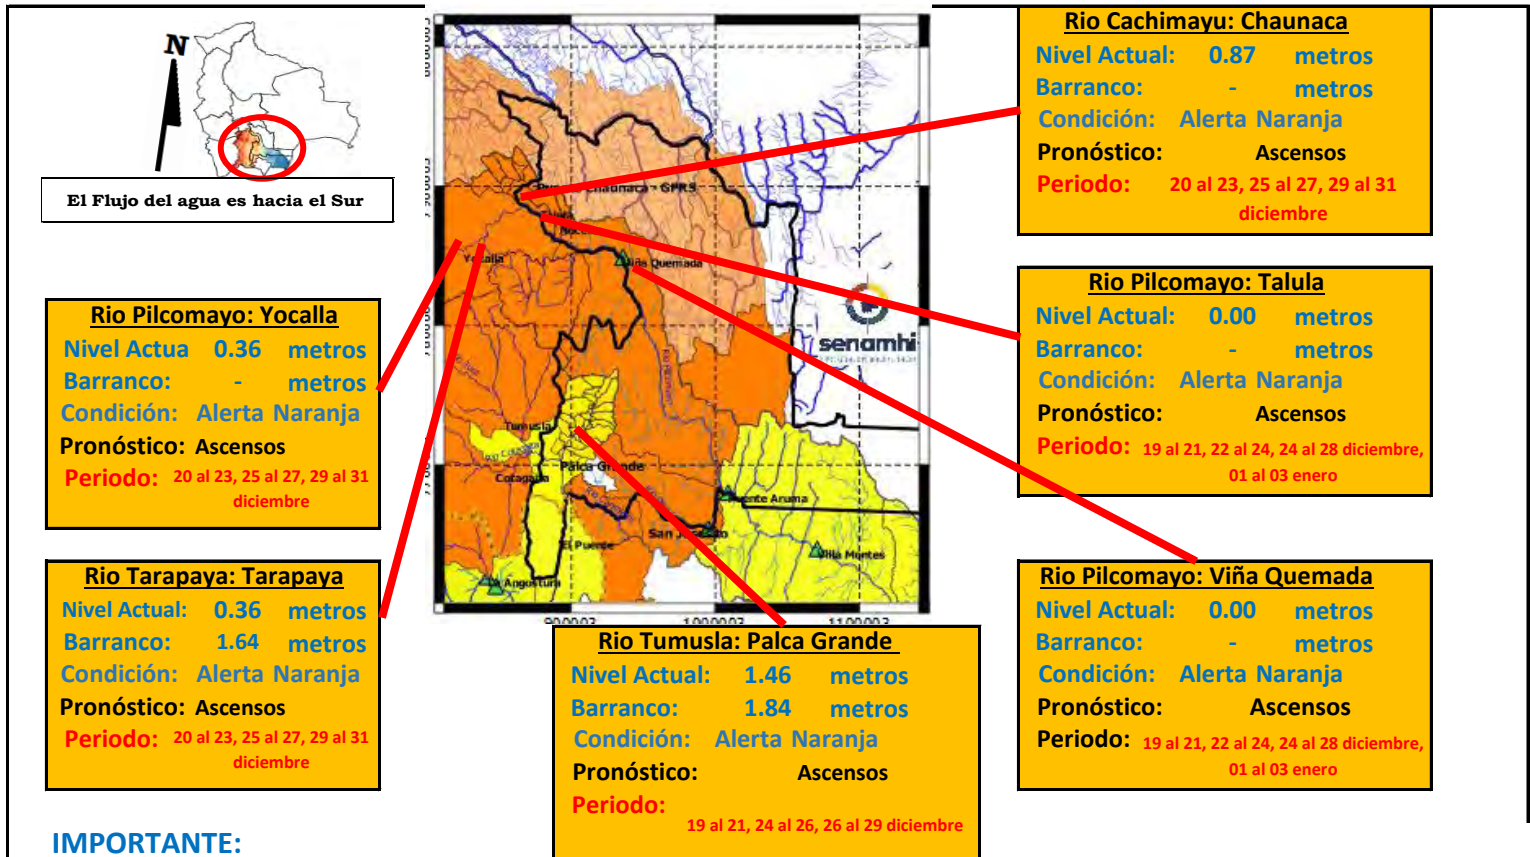 N
El Flujo del agua es hacia el Sur
Rio Cachimayu: Chaunaca
Nivel Actual: 0.87 metros
Barranco: - metros
Condición: Alerta Naranja
Pronóstico: Ascensos
Periodo: 20 al 23, 25 al 27, 29 al 31
diciembre
Rio Pilcomayo: Talula
Nivel Actual: 0.00 metros
Barranco: - metros
Condición: Alerta Naranja
Pronóstico: Ascensos
Periodo: 19 al 21, 22 al 24, 24 al 28 diciembre,
01 al 03 enero
Rio Pilcomayo: Yocalla
Nivel Actua 0.36 metros
Barranco: - metros
Condición: Alerta Naranja
Pronóstico: Ascensos
Periodo: 20 al 23, 25 al 27, 29 al 31
diciembre
Rio Tarapaya: Tarapaya
Nivel Actual: 0.36 metros
Barranco: 1.64 metros
Condición: Alerta Naranja
Pronóstico: Ascensos
Periodo: 20 al 23, 25 al 27, 29 al 31
diciembre
Chaunaca - GPRS
Yocalla
Viña Quemada
senamhi
Tumusla
Palca Grande
Cotagaita
Puente Aruma
San Josecito
El Puente
Villa Montes
Angostura
900003 1000003 1100003
Rio Tumusla: Palca Grande
Nivel Actual: 1.46 metros
Barranco: 1.84 metros
Condición: Alerta Naranja
Pronóstico: Ascensos
Periodo:
19 al 21, 24 al 26, 26 al 29 diciembre
Rio Pilcomayo: Viña Quemada
Nivel Actual: 0.00 metros
Barranco: - metros
Condición: Alerta Naranja
Pronóstico: Ascensos
Periodo: 19 al 21, 22 al 24, 24 al 28 diciembre,
01 al 03 enero
IMPORTANTE: